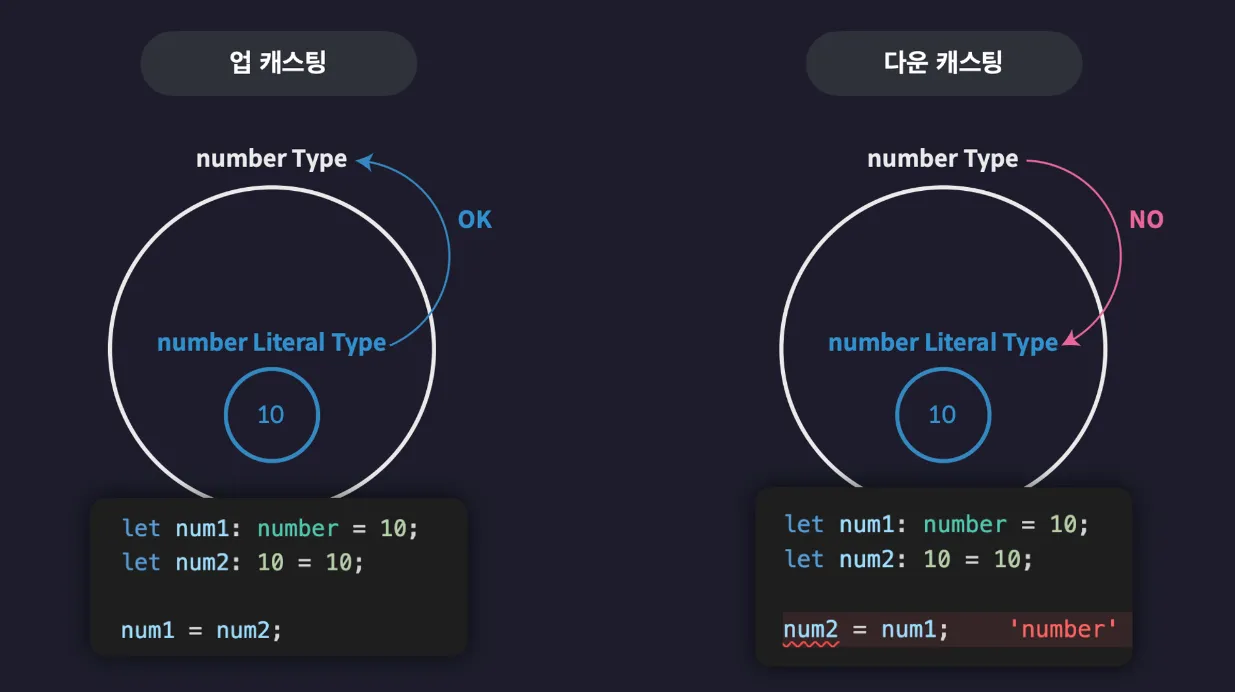 업 캐스팅
number Type
OK
number Literal Type
10
let num1: number = 10;
let num2: 10 = 10;
num1 = num2;
다운 캐스팅
number Type
NO
number Literal Type
10
let num1: number = 10;
let num2: 10 = 10;
num2 = num1; 'number'